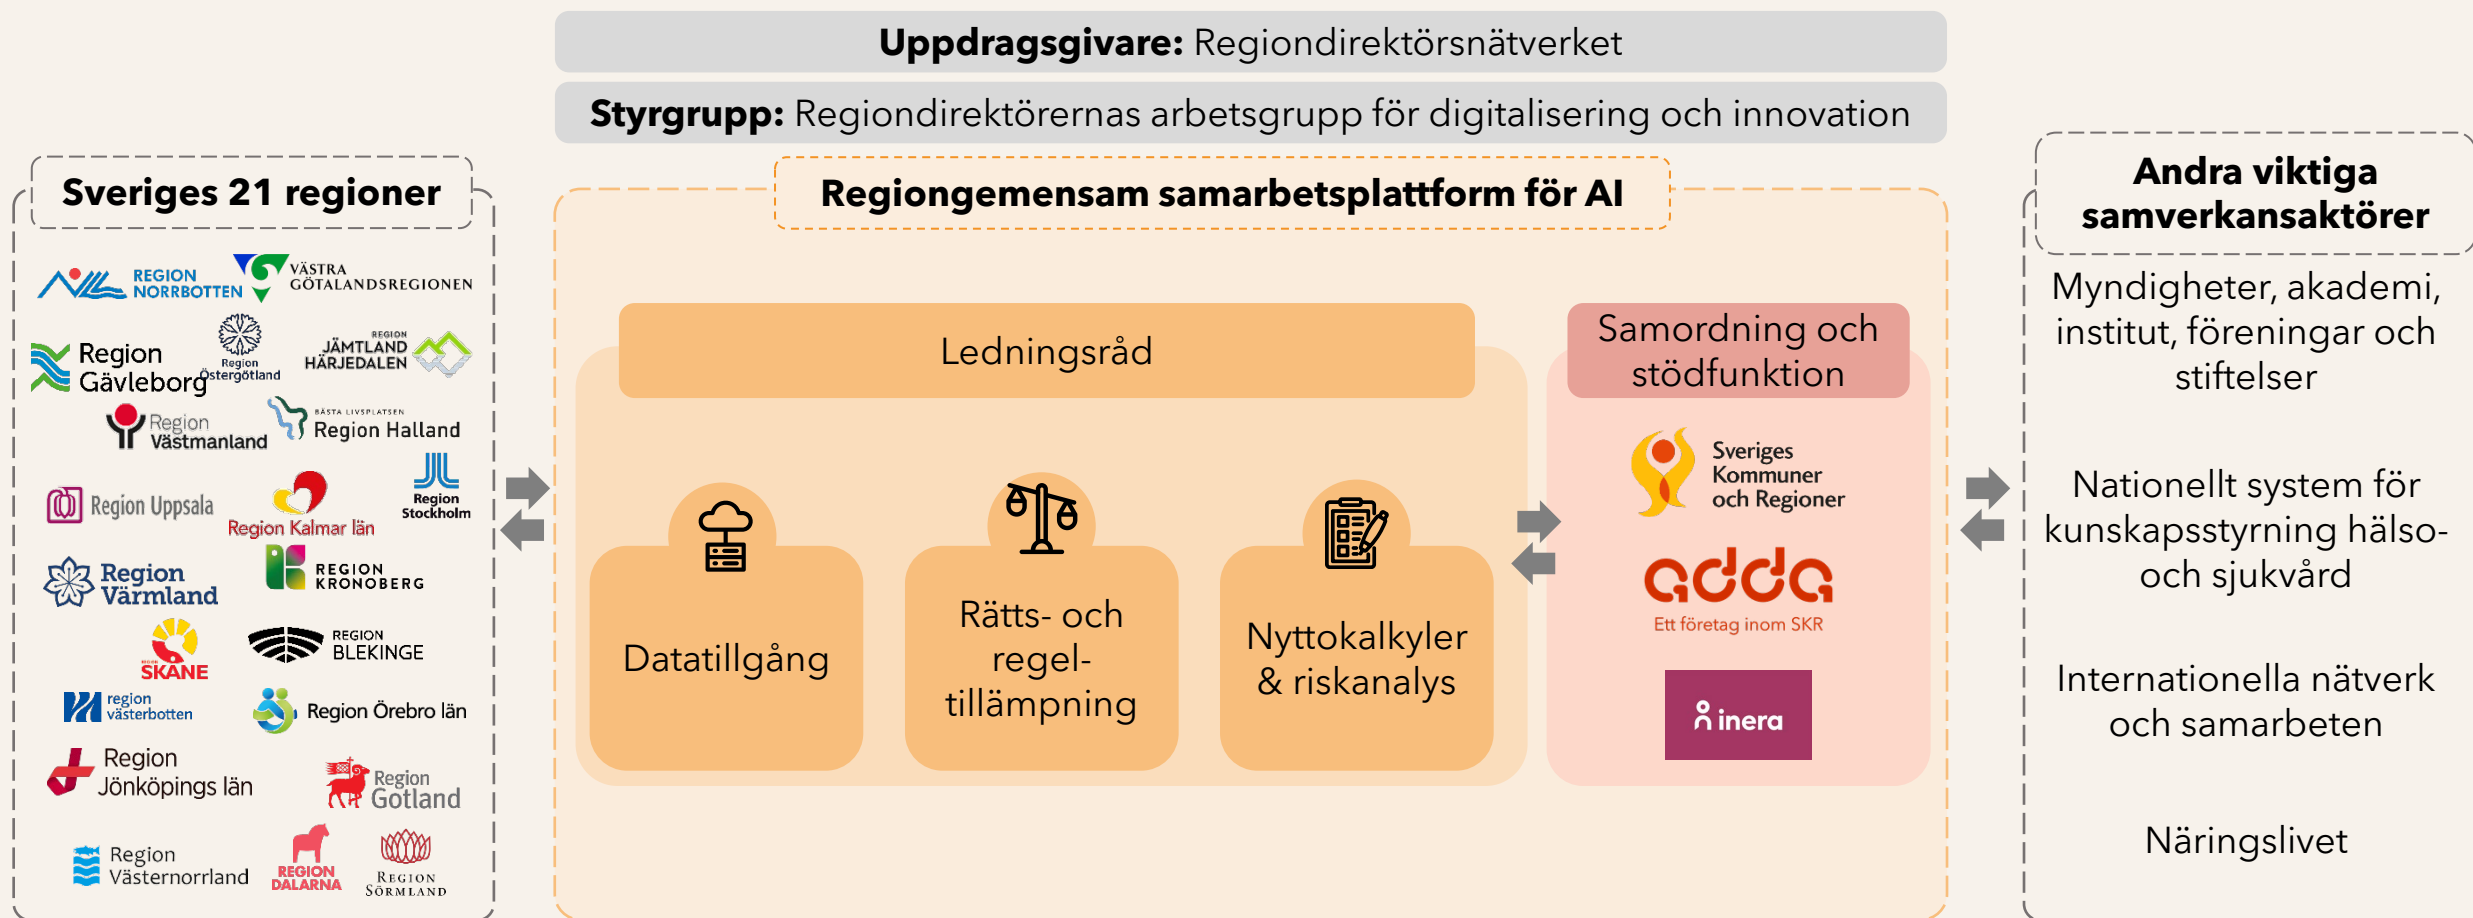 Uppdragsgivare: Regiondirektörsnätverket
Styrgrupp: Regiondirektörernas arbetsgrupp för digitalisering och innovation
Sveriges 21 regioner
REGION
NORRBOTTEN
VÄSTRA
GÖTALANDSREGIONEN
Region
Gävleborg
Region
Östergötland
REGION
JÄMTLAND
HÄRJEDALEN
Region
Västmanland
BÄSTA LIVSPLATSEN
Region Halland
Region Uppsala
Region Kalmar län
Region
Stockholm
Region
Värmland
REGION
KRONOBERG
REGION
SKÅNE
REGION
BLEKINGE
region
västerbotten
Region Örebro län
Region
Jönköpings län
Region
Gotland
Region
Västernorrland
REGION
DALARNA
REGION
SÖRMLAND
Regiongemensam samarbetsplattform för AI
Ledningsråd
Datatillgång
Rätts- och
regel-
tillämpning
Nyttokalkyler
& riskanalys
Samordning och
stödfunktion
Sveriges
Kommuner
och Regioner
adda
Ett företag inom SKR
inera
Andra viktiga
samverkansaktörer
Myndigheter, akademi,
institut, föreningar och
stiftelser
Nationellt system för
kunskapsstyrning hälso-
och sjukvård
Internationella nätverk
och samarbeten
Näringslivet